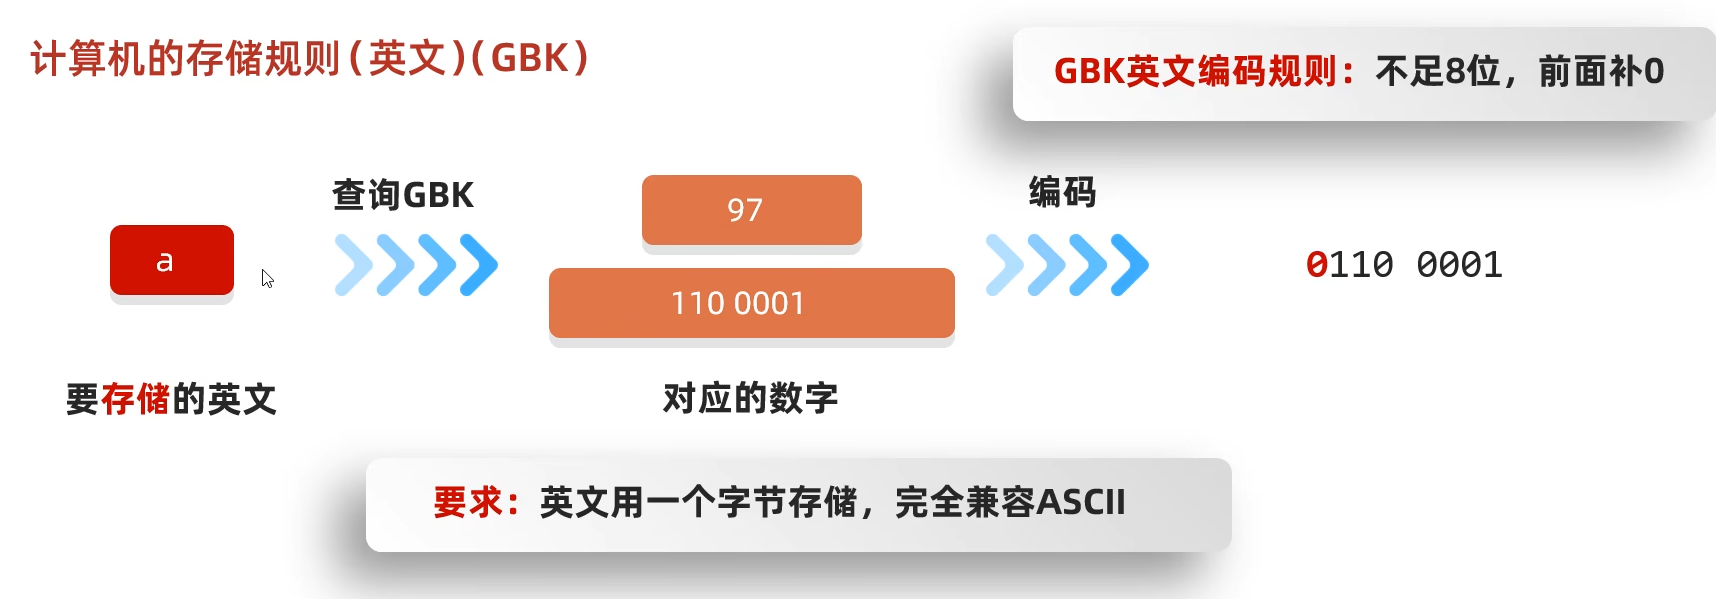 计算机的存储规则(英文)(GBK)
GBK英文编码规则：不足8位，前面补0
查询GBK
编码
a
97
110 0001
0110 0001
要存储的英文
对应的数字
要求：英文用一个字节存储，完全兼容ASCII